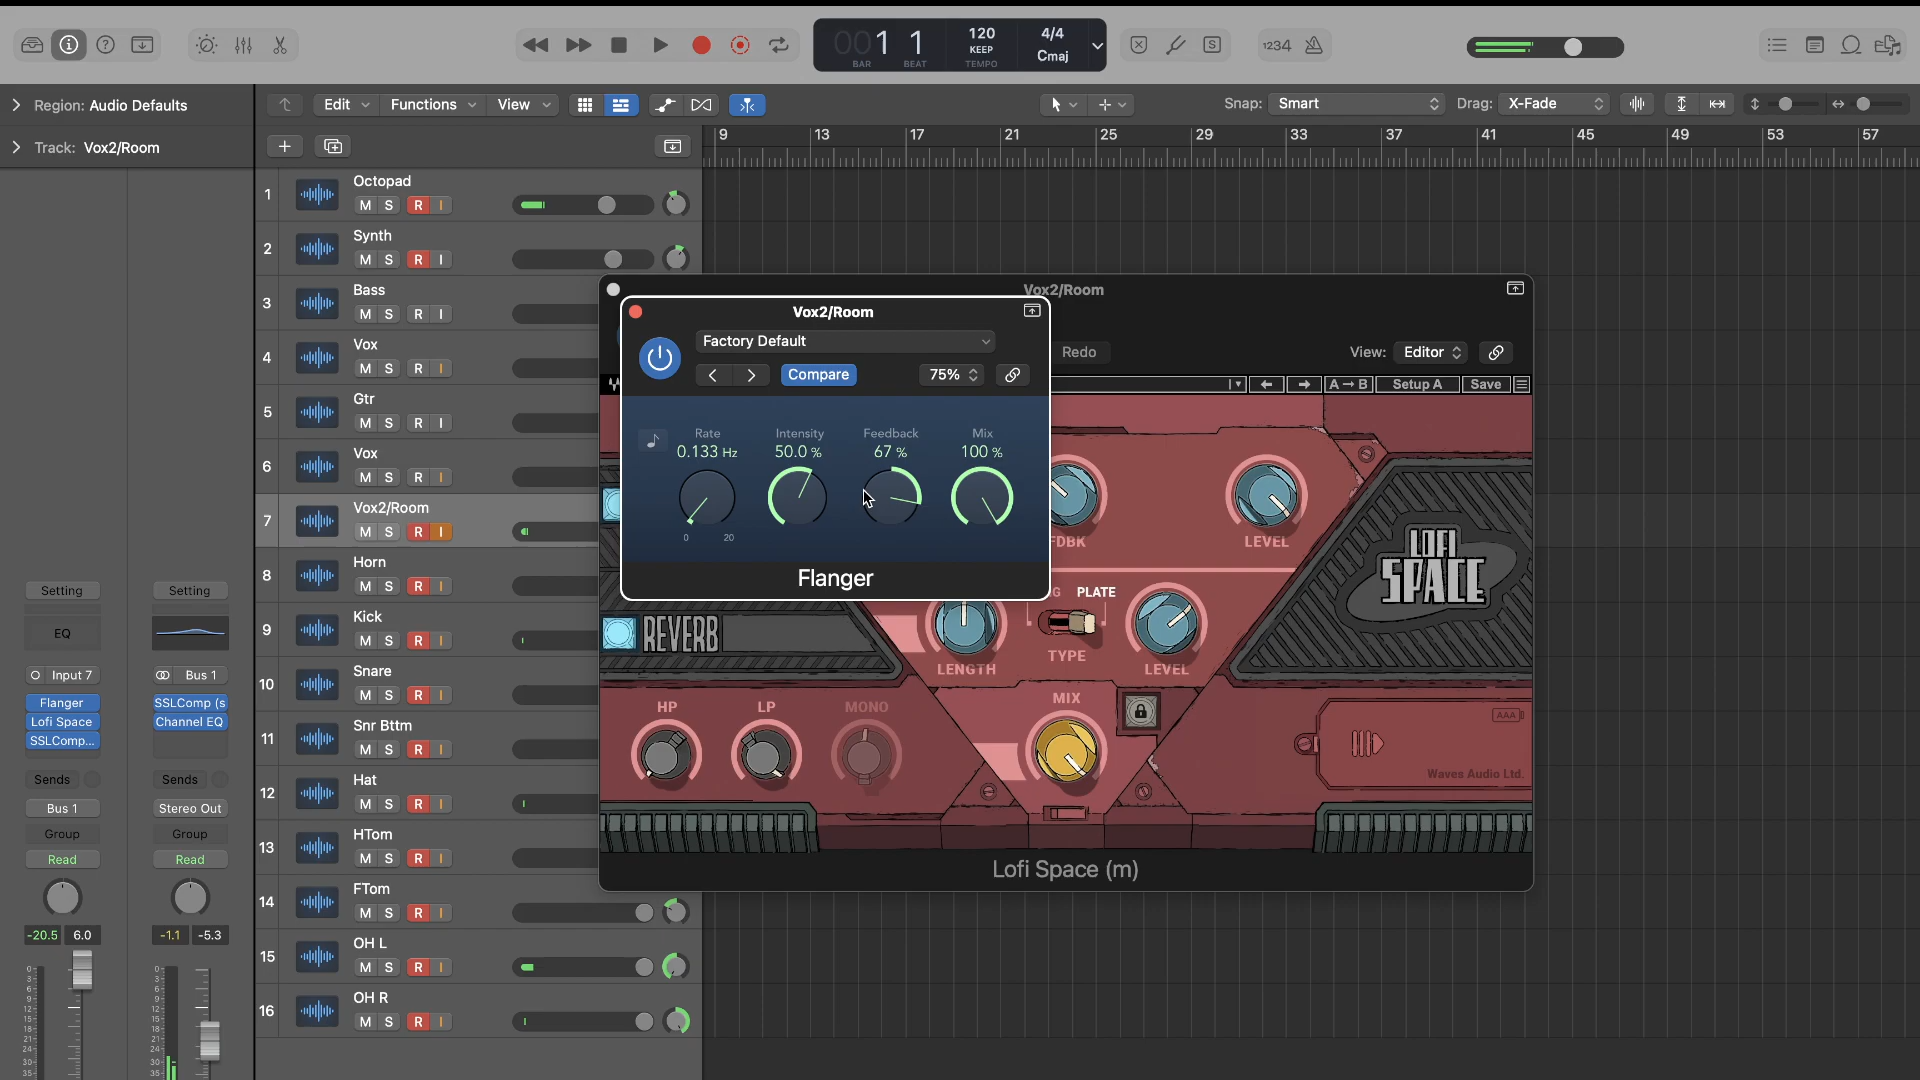 001 1
BAR BEAT
120
KEEP
TEMPO
4/4
Cmaj
S
1234
Region: Audio Defaults
Track: Vox2/Room
Edit Functions View
Snap: Smart
Drag: X-Fade
9 13 17 21 25 29 33 37 41 45 49 53 57
1 Octopad
M S R I
2 Synth
M S R I
3 Bass
M S R I
4 Vox
M S R I
5 Gtr
M S R I
6 Vox
M S R I
7 Vox2/Room
M S R I
8 Horn
M S R I
9 Kick
M S R I
10 Snare
M S R I
11 Snr Bttm
M S R I
12 Hat
M S R I
13 HTom
M S R I
14 FTom
M S R I
15 OH L
M S R I
16 OH R
M S R I
Setting Setting
EQ
Input 7 Bus 1
Flanger SSLComp (s
Lofi Space Channel EQ
SSLComp...
Sends Sends
Bus 1 Stereo Out
Group Group
Read Read
-20.5 6.0 -1.1 -5.3
Vox2/Room
Redo
View: Editor
A→B Setup A Save
Vox2/Room
Factory Default
Compare
75%
Rate Intensity Feedback Mix
0.133 Hz 50.0 % 67 % 100 %
0 20
Flanger
FDBK LEVEL
LOFI
SPACE
REVERB
PLATE
LENGTH TYPE LEVEL
HP LP MONO MIX
AAA
Waves Audio Ltd.
Lofi Space (m)